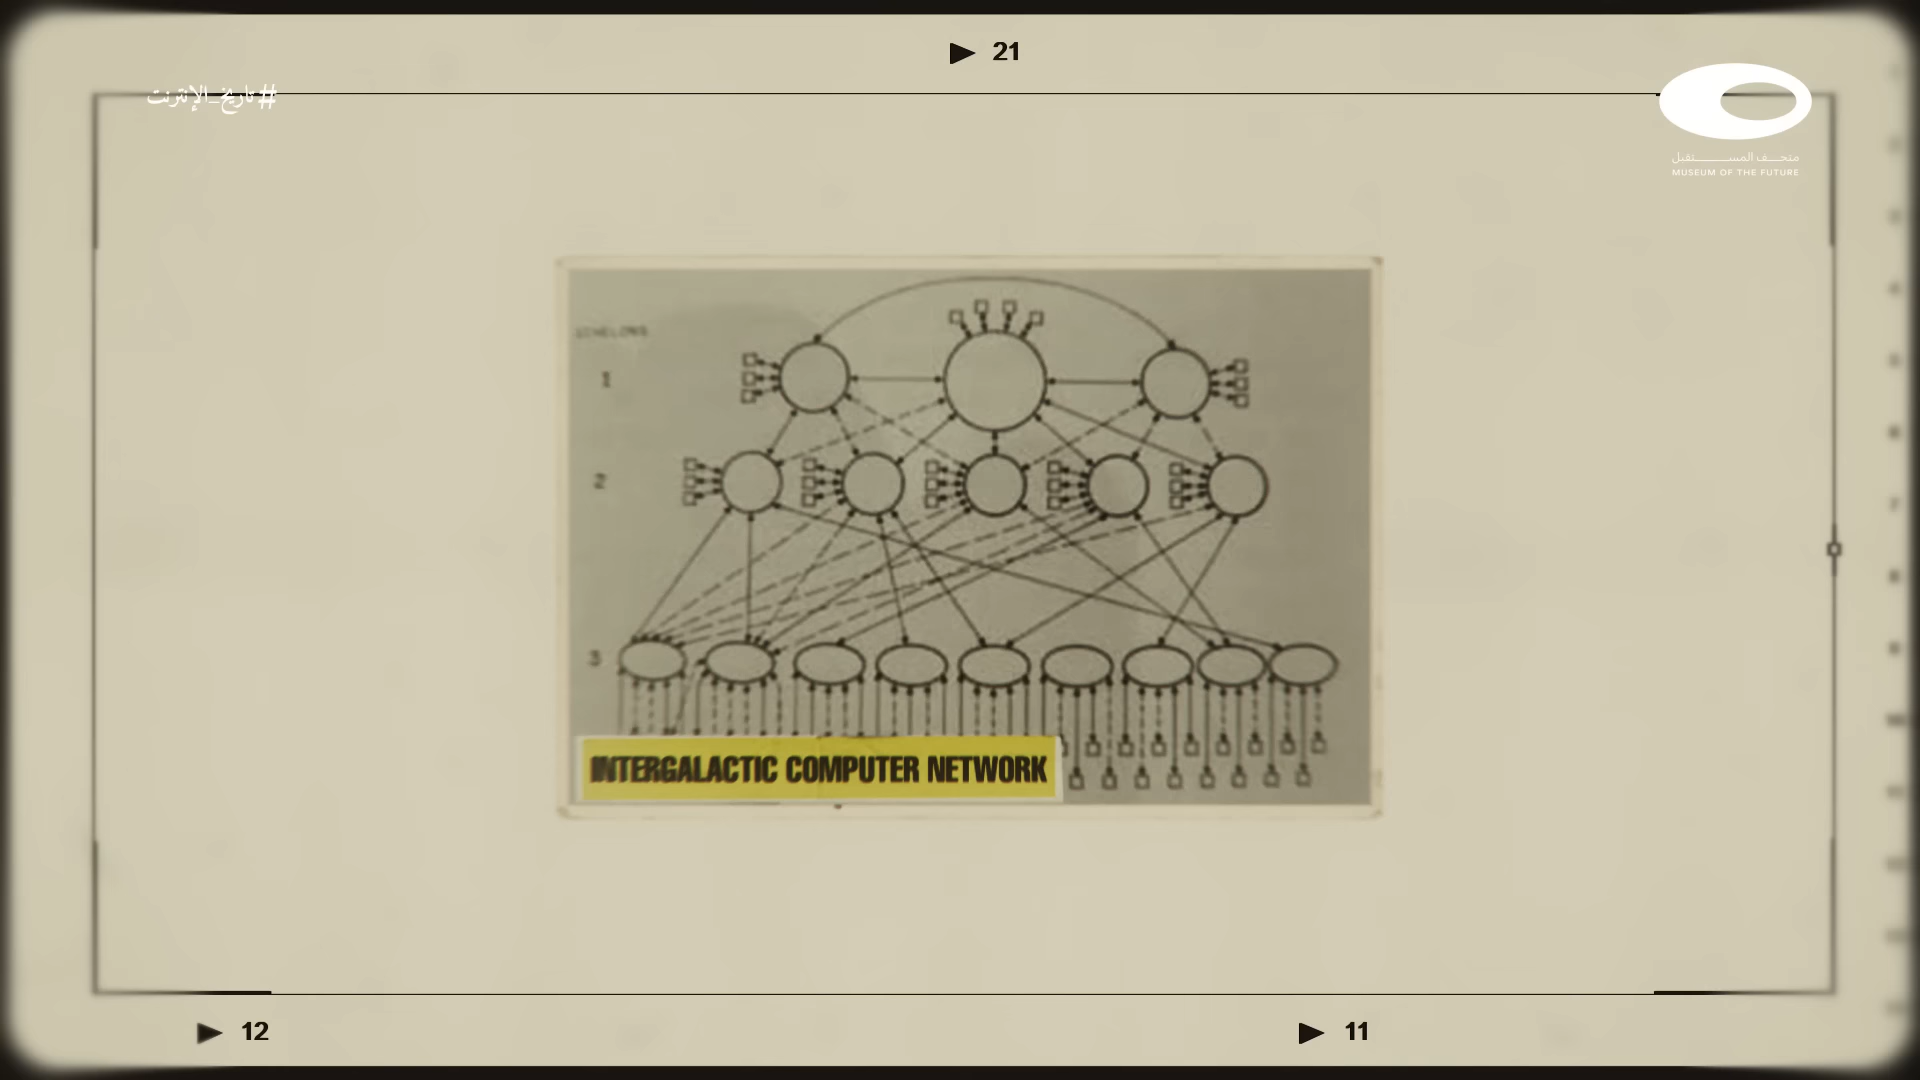 21
#تاريخ_الإنترنت
متحف المستقبل
MUSEUM OF THE FUTURE
ECHELONS
1
2
3
INTERGALACTIC COMPUTER NETWORK
12
11